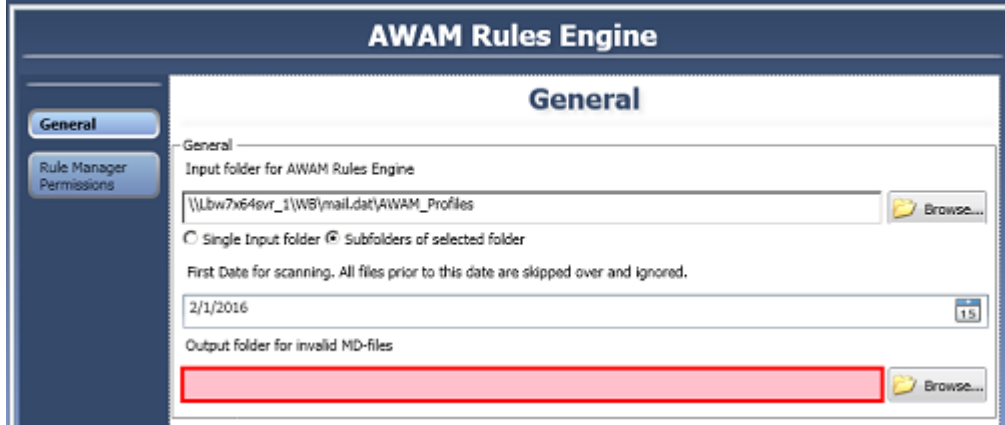 AWAM Rules Engine
General
General
Rule Manager
Permissions
General
Input folder for AWAM Rules Engine
\\Lbw7x64svr_1\WB\mail.dat\AWAM_Profiles
Browse...
Single Input folder Subfolders of selected folder
First Date for scanning. All files prior to this date are skipped over and ignored.
2/1/2016
15
Output folder for invalid MD-files
Browse...